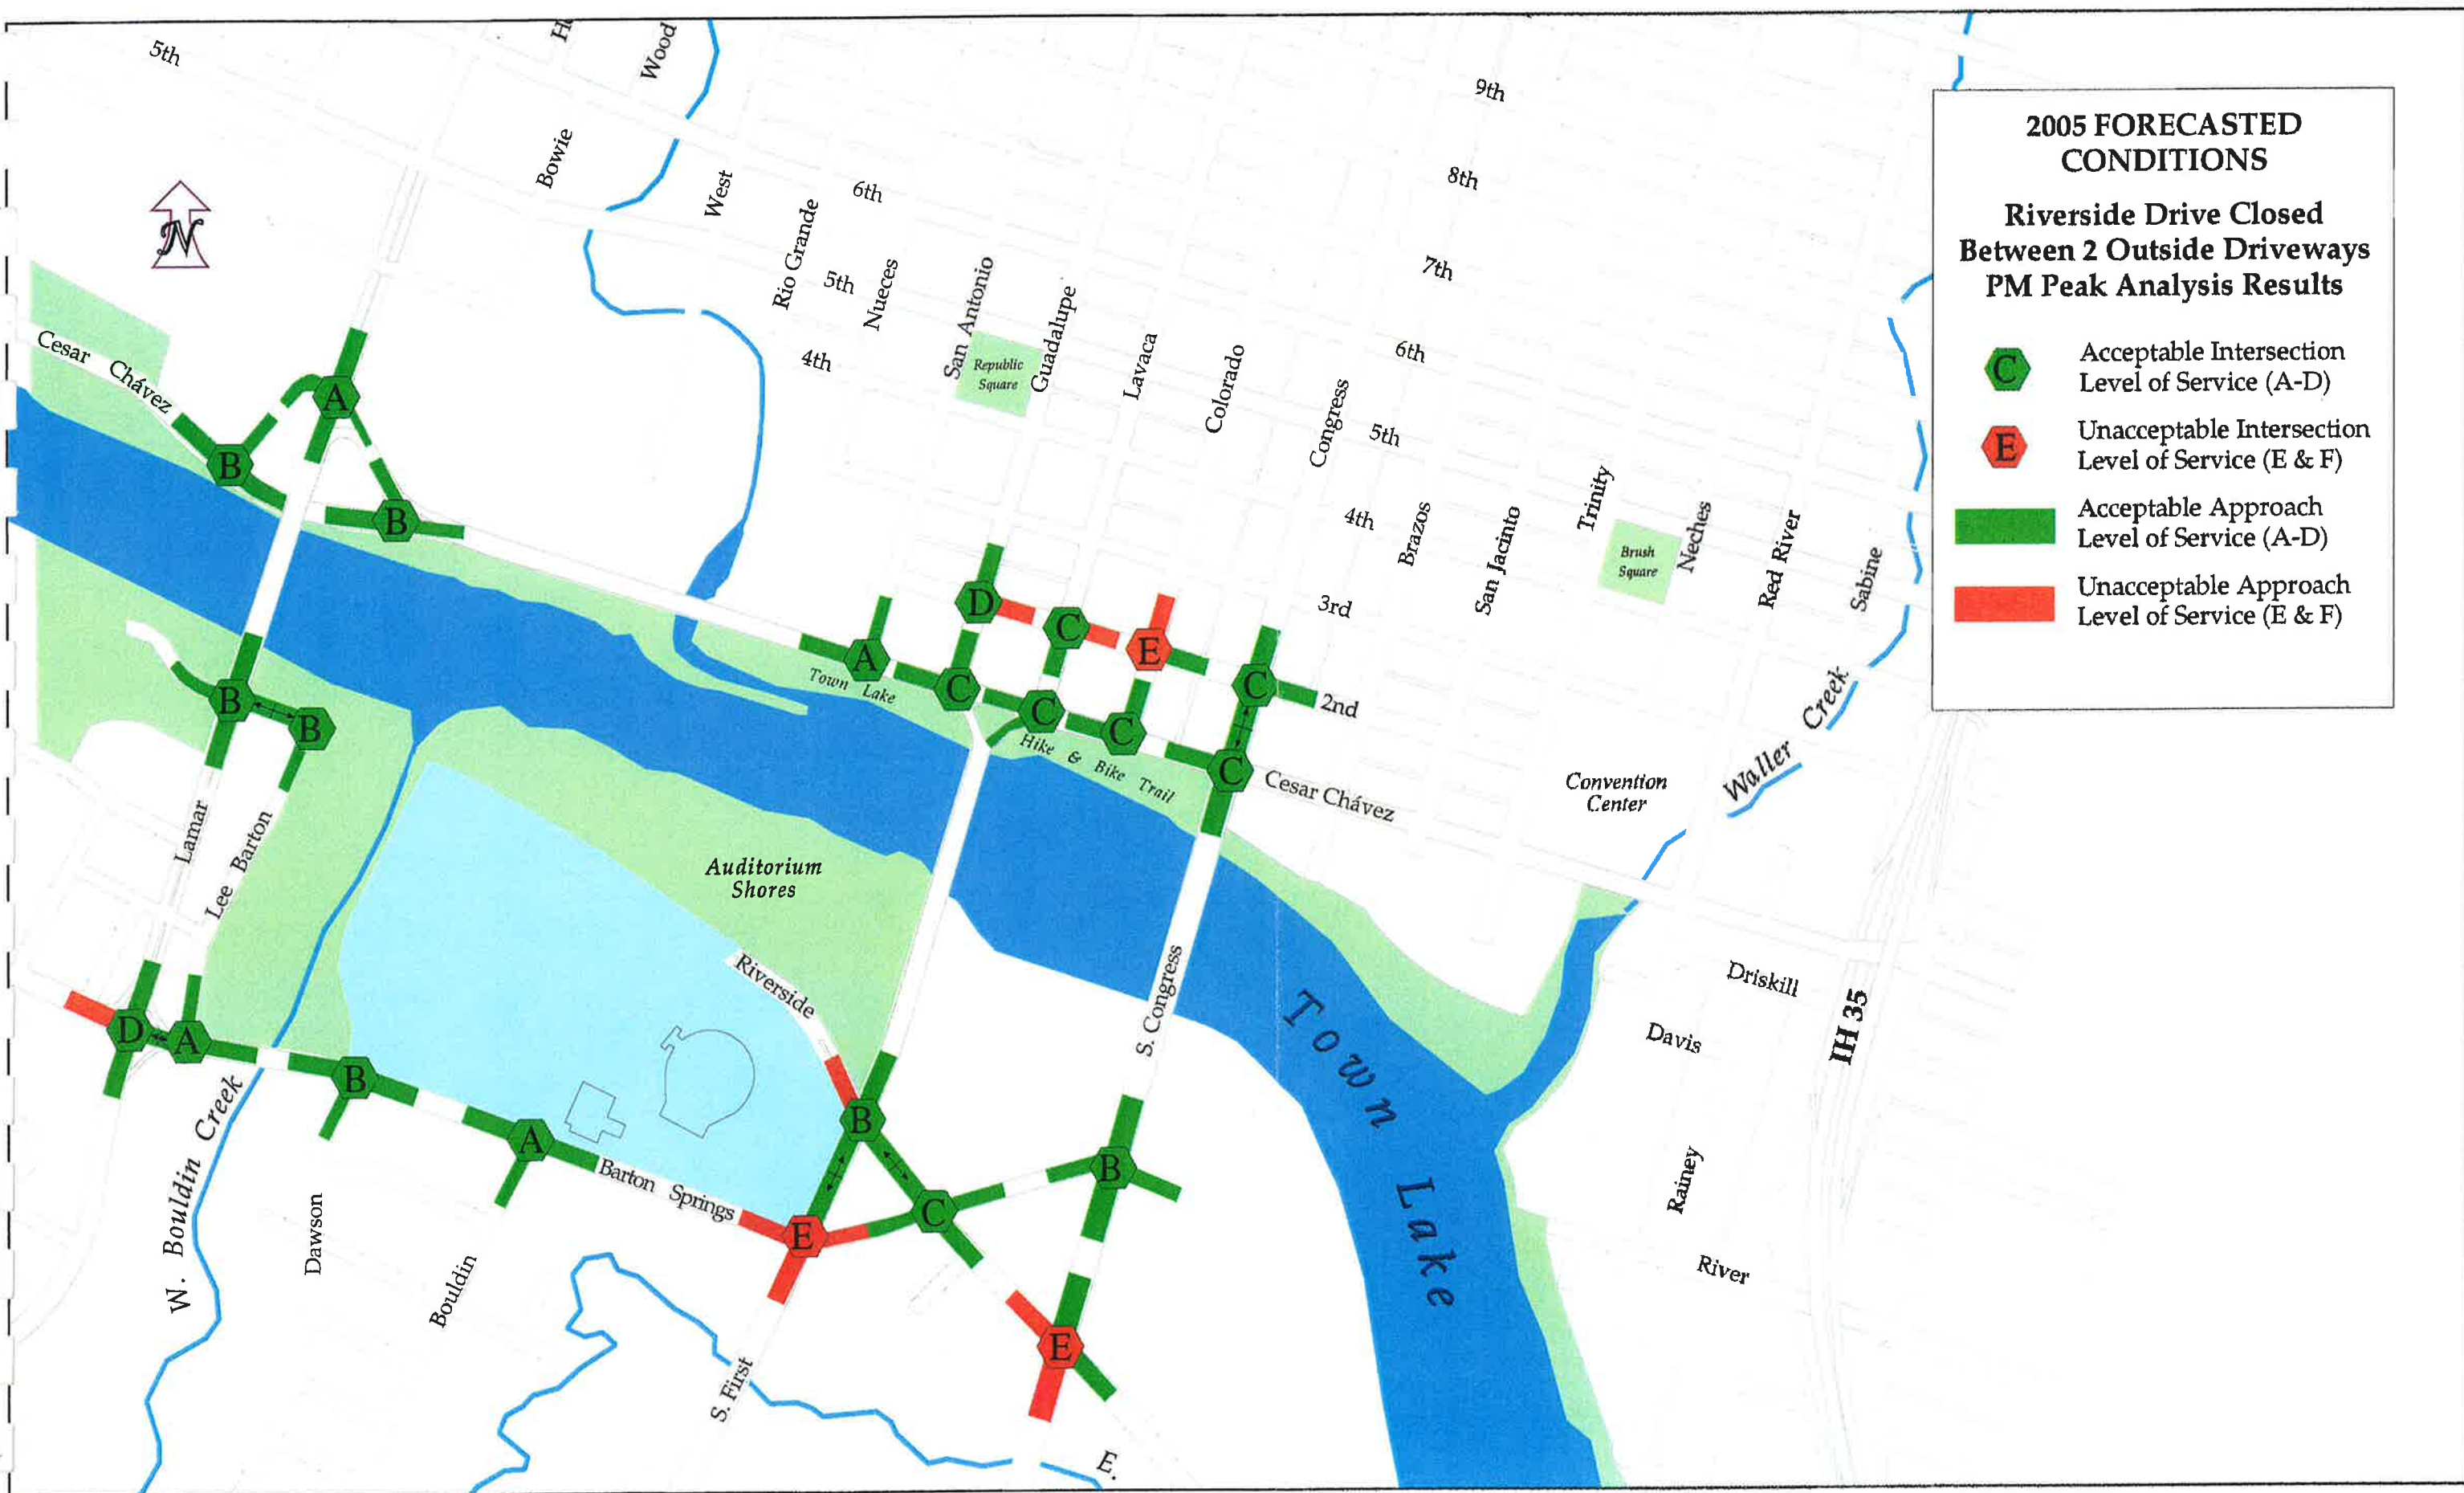 5th
Wood
Bowie
West
9th
8th
7th
6th
6th
5th
Rio Grande
Nueces
San Antonio
Guadalupe
Lavaca
Colorado
Congress
4th
5th
4th
3rd
2nd
Republic
Square
Brazos
San Jacinto
Trinity
Brush
Square
Neches
Red River
Sabine
N
Cesar Chávez
A
B
B
B
B
A
D
C
E
C
C
C
C
C
Town Lake
Hike & Bike Trail
Cesar Chávez
Convention
Center
Waller Creek
Lamar
Lee Barton
Auditorium
Shores
Riverside
S. Congress
Town Lake
Driskill
Davis
IH 35
Rainey
River
D
A
B
A
B
E
C
B
E
Barton Springs
W. Bouldin Creek
Dawson
Bouldin
S. First
E.
2005 FORECASTED
CONDITIONS
Riverside Drive Closed
Between 2 Outside Driveways
PM Peak Analysis Results
C
Acceptable Intersection
Level of Service (A-D)
E
Unacceptable Intersection
Level of Service (E & F)
Acceptable Approach
Level of Service (A-D)
Unacceptable Approach
Level of Service (E & F)